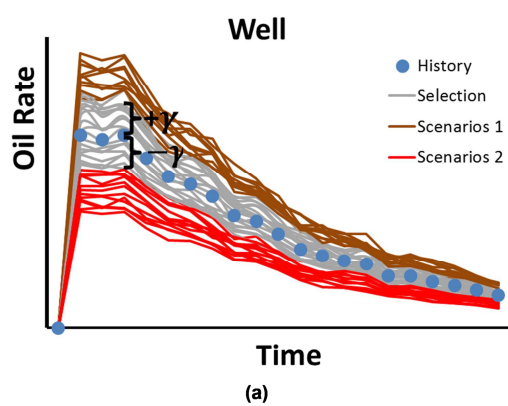 Well
Oil Rate
History
Selection
Scenarios 1
Scenarios 2
+γ
−γ
Time
(a)